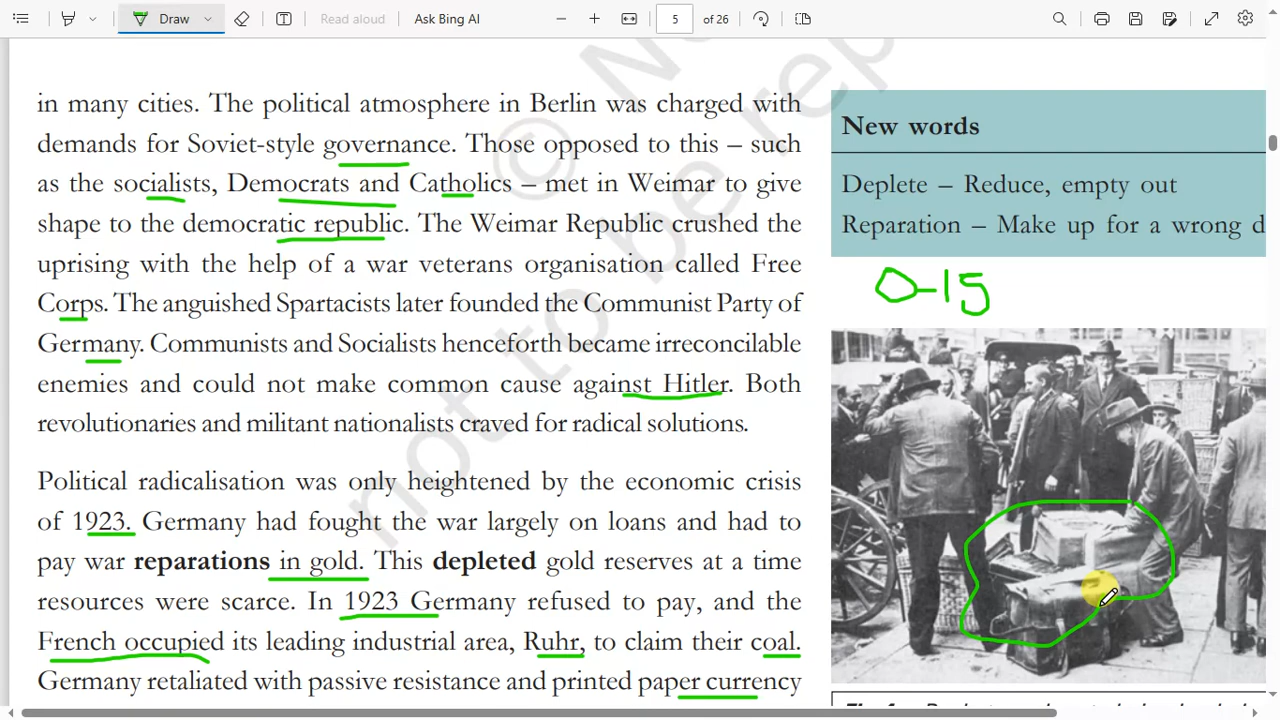 Draw
Read aloud
Ask Bing AI
5
of 26
in many cities. The political atmosphere in Berlin was charged with
demands for Soviet-style governance. Those opposed to this – such
as the socialists, Democrats and Catholics – met in Weimar to give
shape to the democratic republic. The Weimar Republic crushed the
uprising with the help of a war veterans organisation called Free
Corps. The anguished Spartacists later founded the Communist Party of
Germany. Communists and Socialists henceforth became irreconcilable
enemies and could not make common cause against Hitler. Both
revolutionaries and militant nationalists craved for radical solutions.
Political radicalisation was only heightened by the economic crisis
of 1923. Germany had fought the war largely on loans and had to
pay war reparations in gold. This depleted gold reserves at a time
resources were scarce. In 1923 Germany refused to pay, and the
French occupied its leading industrial area, Ruhr, to claim their coal.
Germany retaliated with passive resistance and printed paper currency
New words
Deplete – Reduce, empty out
Reparation – Make up for a wrong d
0-15
©
not to be rep